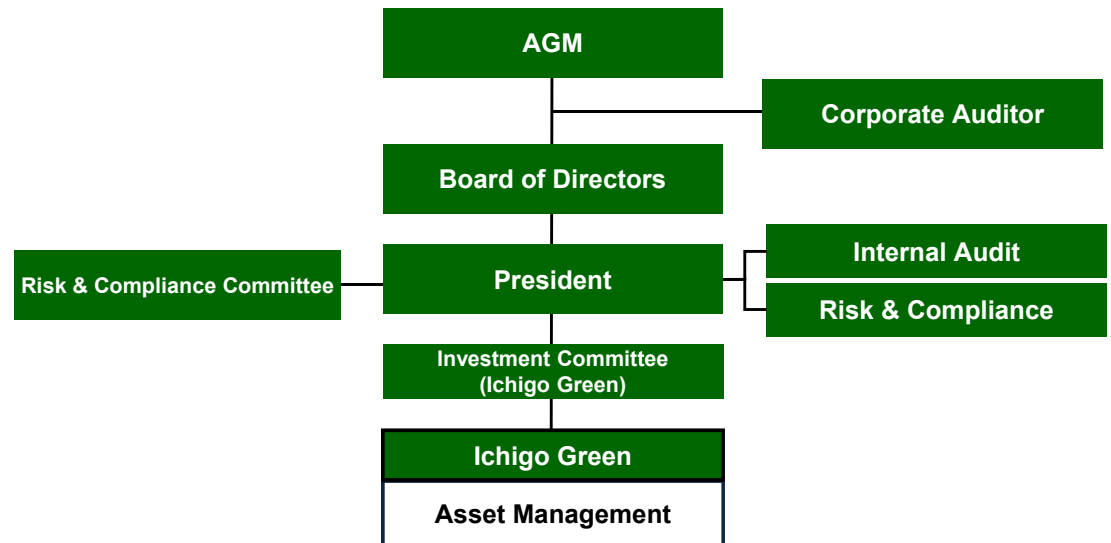 AGM
Corporate Auditor
Board of Directors
Risk & Compliance Committee
President
Internal Audit
Risk & Compliance
Investment Committee
(Ichigo Green)
Ichigo Green
Asset Management